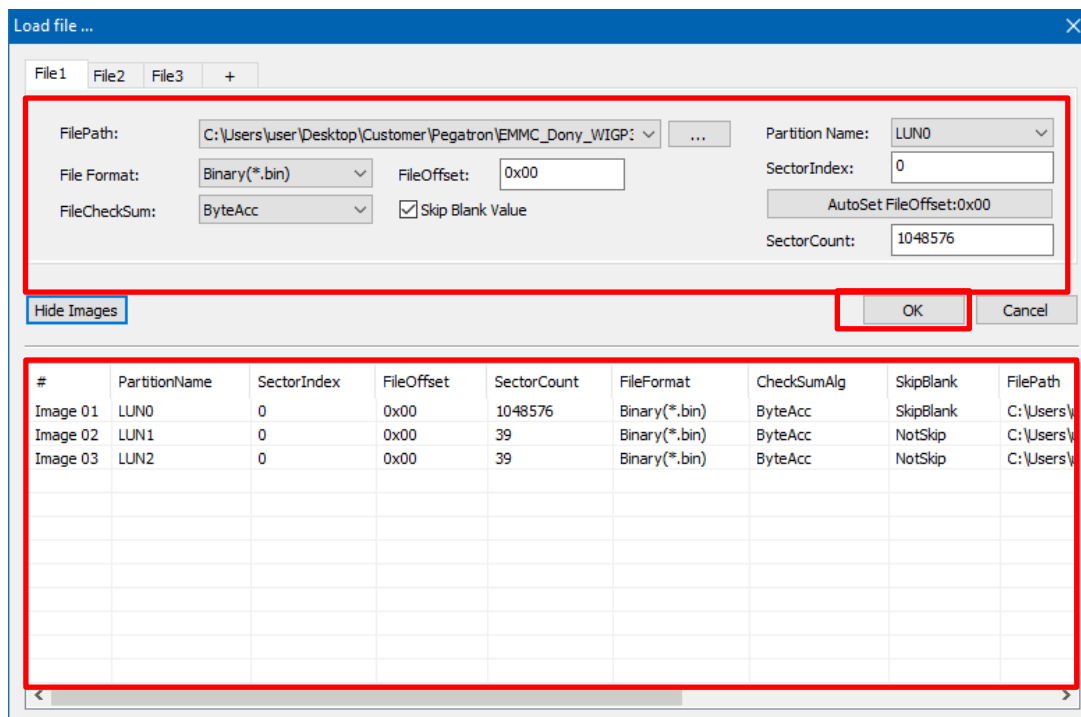 Load file ...
File1 File2 File3 +
FilePath: C:\Users\user\Desktop\Customer\Pegatron\EMMC_Dony_WIGP3 ... Partition Name: LUN0
File Format: Binary(*.bin) FileOffset: 0x00 SectorIndex: 0
FileCheckSum: ByteAcc Skip Blank Value AutoSet FileOffset:0x00
SectorCount: 1048576
Hide Images OK Cancel
# PartitionName SectorIndex FileOffset SectorCount FileFormat CheckSumAlg SkipBlank FilePath
Image 01 LUN0 0 0x00 1048576 Binary(*.bin) ByteAcc SkipBlank C:\Users\
Image 02 LUN1 0 0x00 39 Binary(*.bin) ByteAcc NotSkip C:\Users\
Image 03 LUN2 0 0x00 39 Binary(*.bin) ByteAcc NotSkip C:\Users\